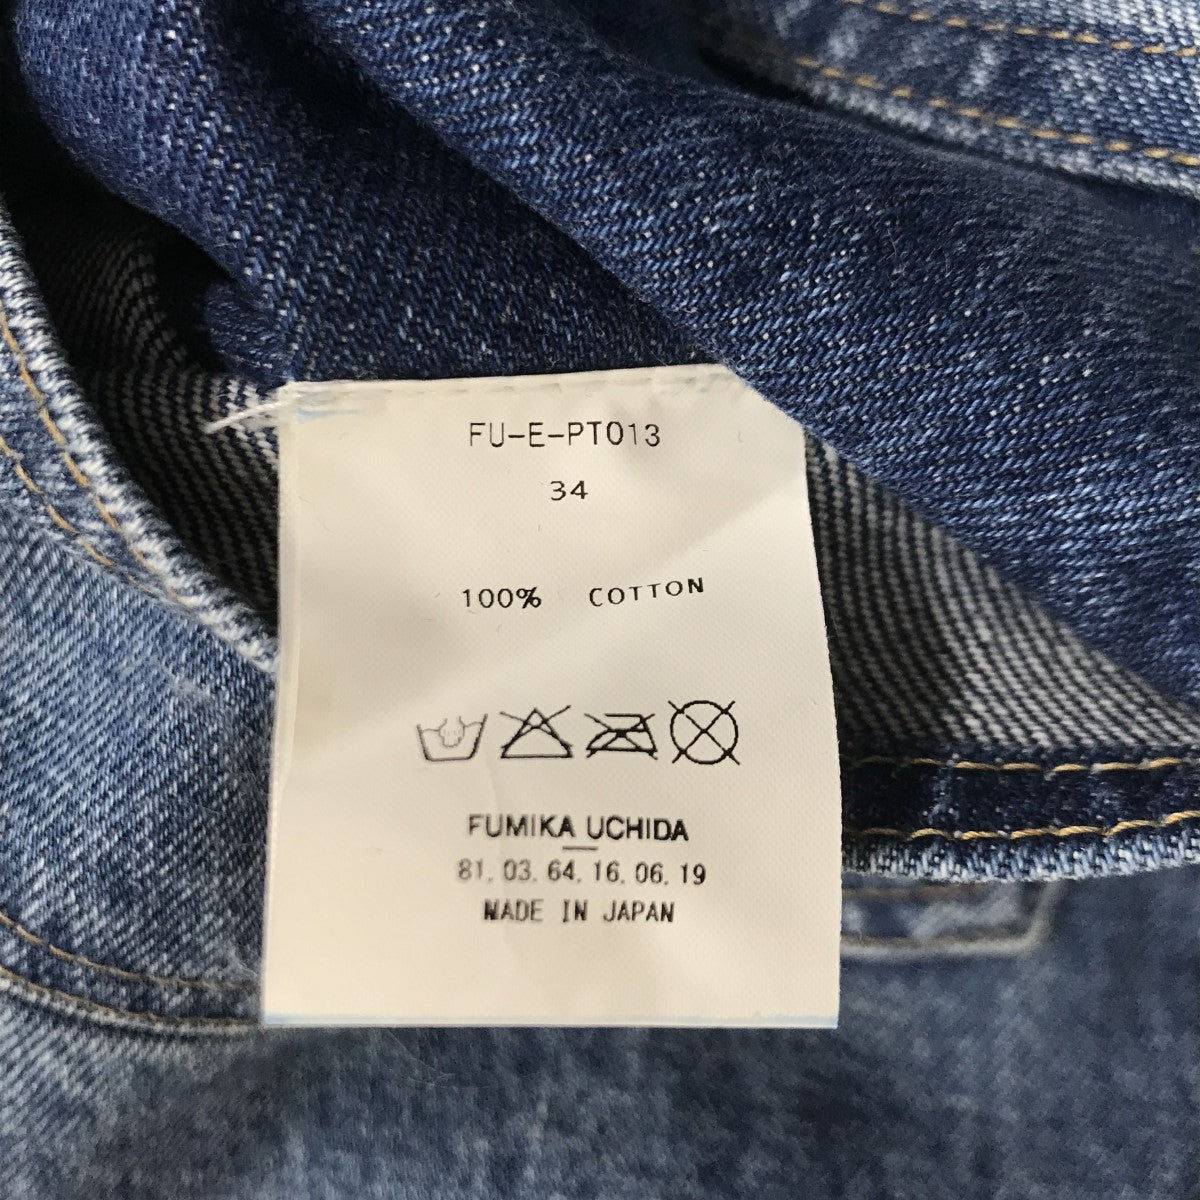 FU-E-PT013
34
100% COTTON
FUMIKA UCHIDA
81.03.64.16.06.19
MADE IN JAPAN